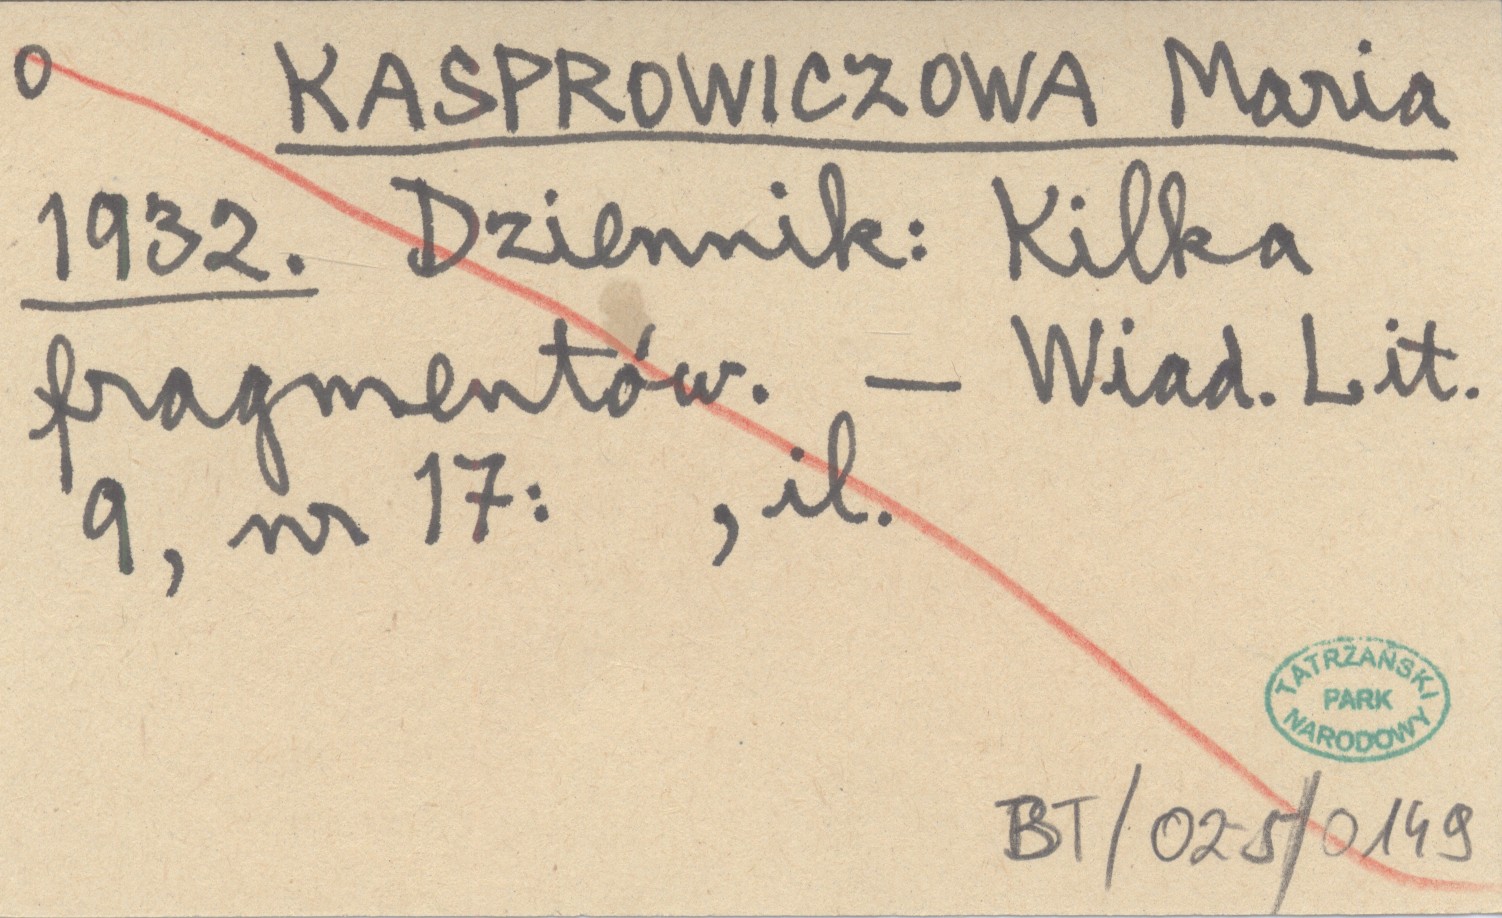 0 KASPROWICZOWA Maria
1932. Dziennik: Kilka
fragmentów. — Wiad. Lit.
9, nr 17: , il.
TATRZAŃSKI
PARK
NARODOWY
BT/025/0149